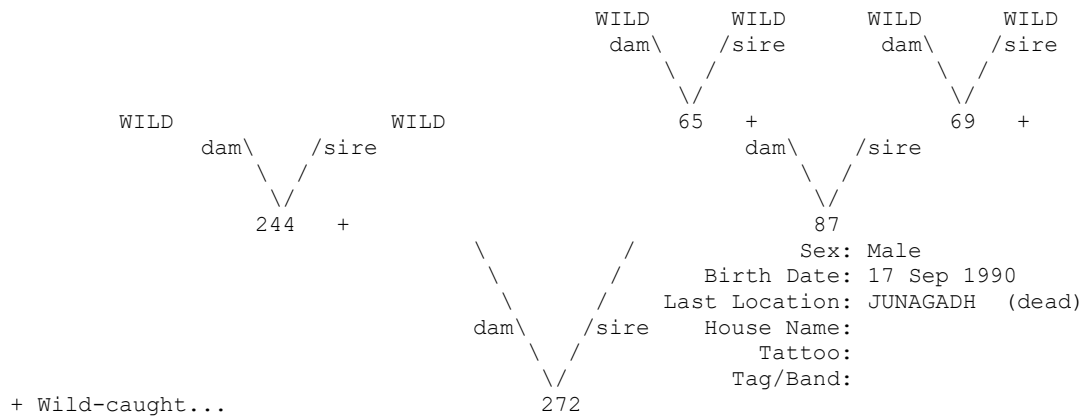 WILD WILD WILD WILD
dam\ /sire dam\ /sire
\ / \ /
\/ \/
WILD WILD 65 + 69 +
dam\ /sire dam\ /sire
\ / \ /
\/ \/
244 + 87
\ / Sex: Male
\ / Birth Date: 17 Sep 1990
\ / Last Location: JUNAGADH (dead)
dam\ /sire House Name:
\ / Tattoo:
\/ Tag/Band:
+ Wild-caught... 272